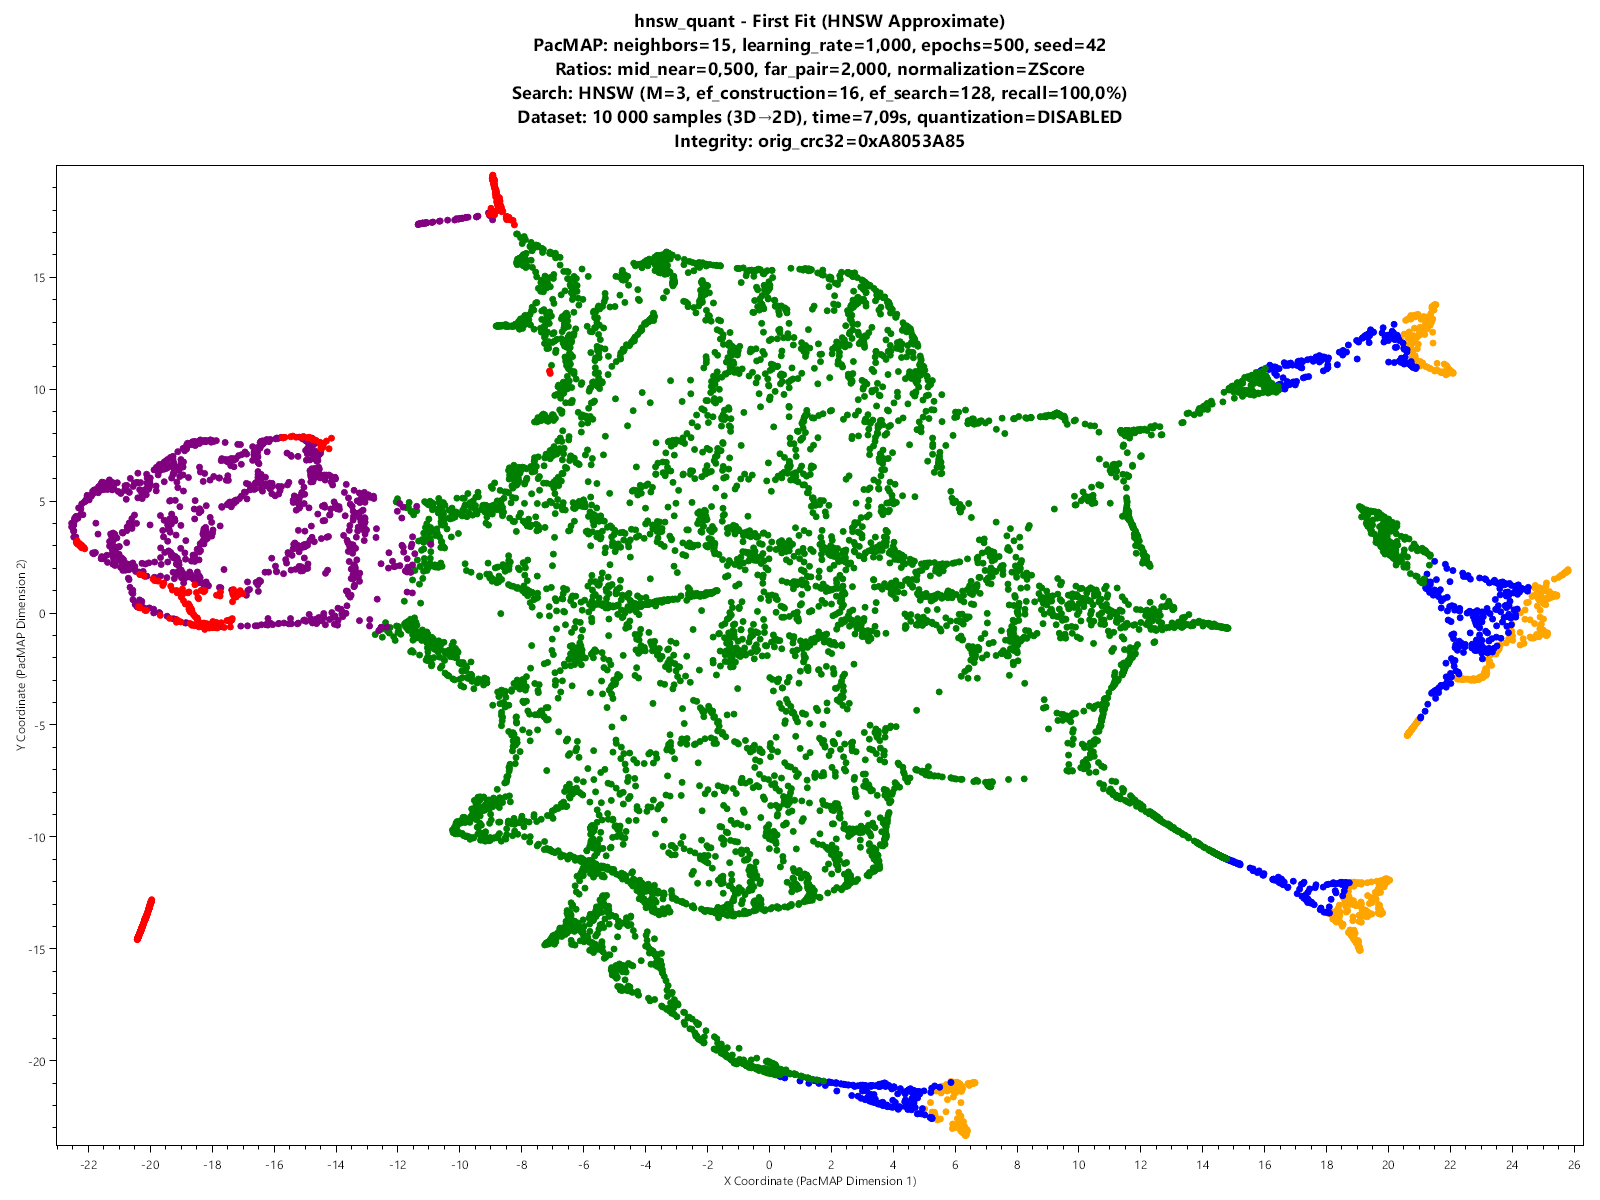 hnsw_quant - First Fit (HNSW Approximate)
PacMAP: neighbors=15, learning_rate=1,000, epochs=500, seed=42
Ratios: mid_near=0,500, far_pair=2,000, normalization=ZScore
Search: HNSW (M=3, ef_construction=16, ef_search=128, recall=100,0%)
Dataset: 10 000 samples (3D→2D), time=7,09s, quantization=DISABLED
Integrity: orig_crc32=0xA8053A85
Y Coordinate (PacMAP Dimension 2)
15
10
5
0
-5
-10
-15
-20
-22 -20 -18 -16 -14 -12 -10 -8 -6 -4 -2 0 2 4 6 8 10 12 14 16 18 20 22 24 26
X Coordinate (PacMAP Dimension 1)